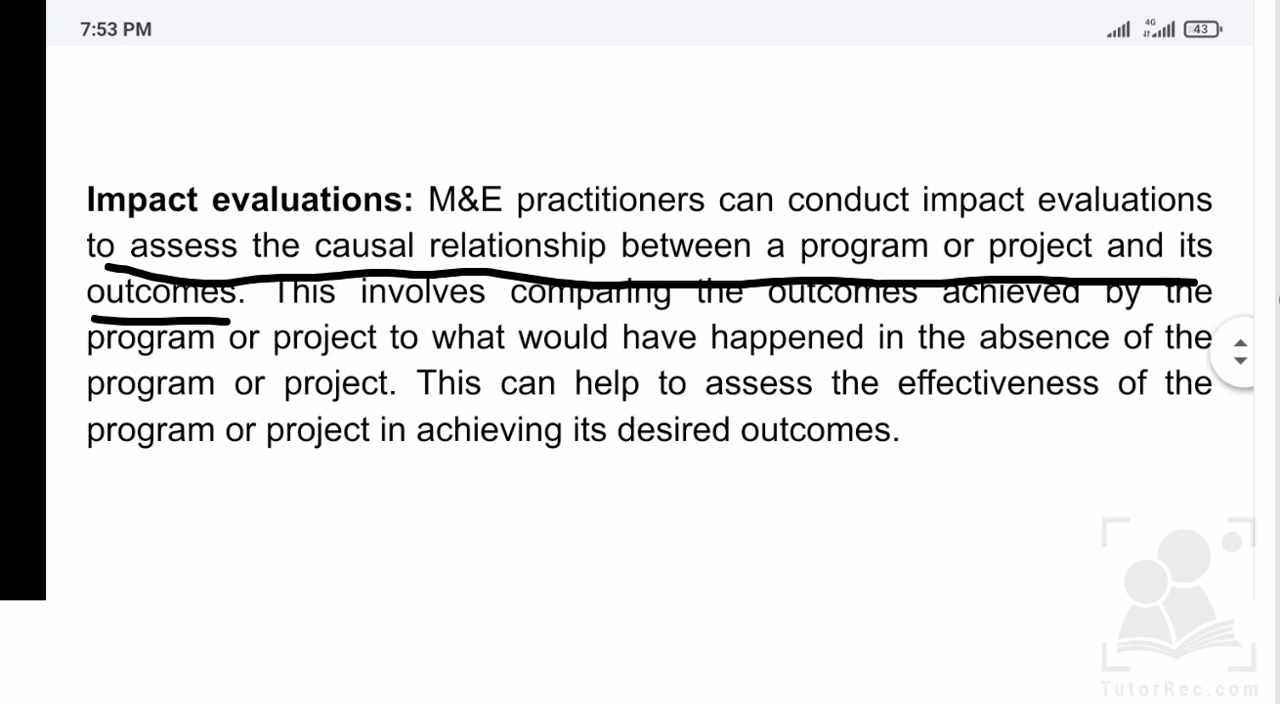 7:53 PM
4G
43
Impact evaluations: M&E practitioners can conduct impact evaluations
to assess the causal relationship between a program or project and its
outcomes. This involves comparing the outcomes achieved by the
program or project to what would have happened in the absence of the
program or project. This can help to assess the effectiveness of the
program or project in achieving its desired outcomes.
TutorRec.com